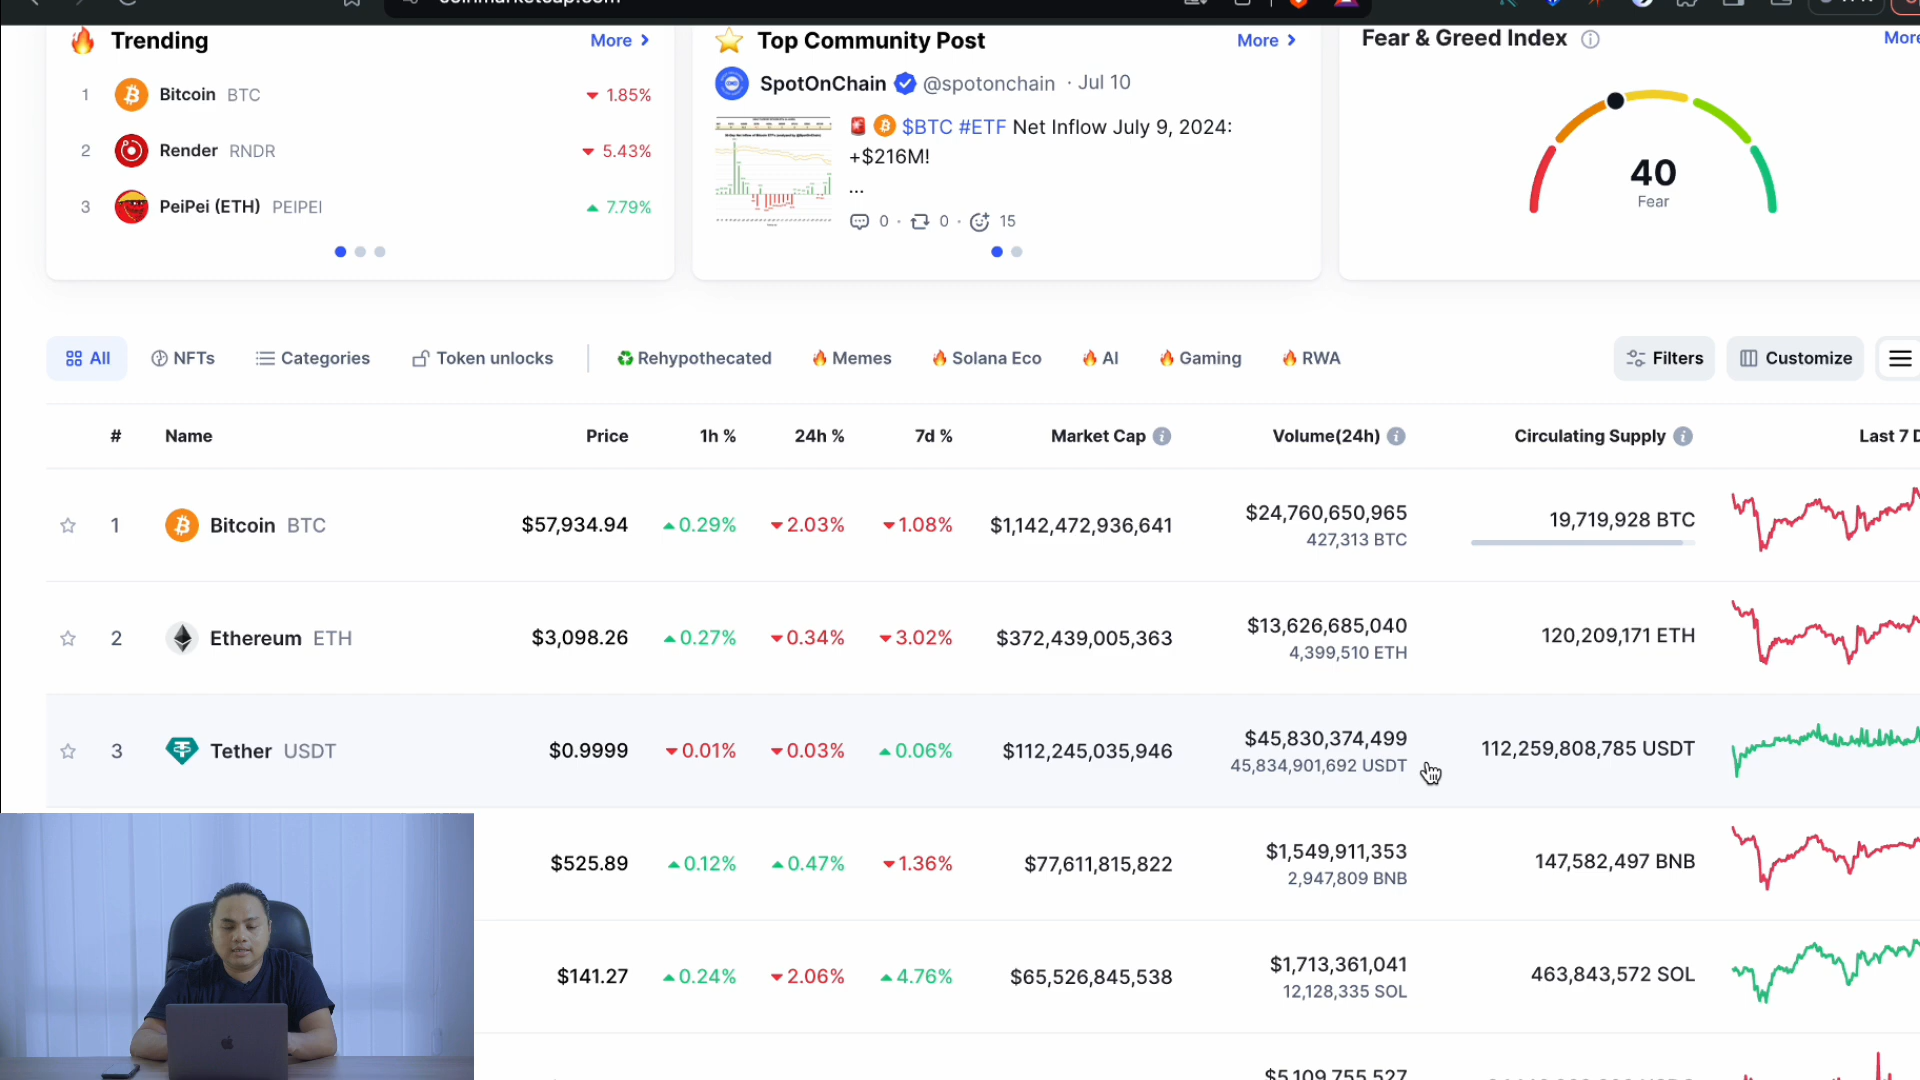 Trending
More
Top Community Post
More
Fear & Greed Index
More
1 Bitcoin BTC 1.85%
2 Render RNDR 5.43%
3 PeiPei (ETH) PEIPEI 7.79%
SpotOnChain @spotonchain · Jul 10
$BTC #ETF Net Inflow July 9, 2024:
+$216M!
...
0 · 0 · 15
40
Fear
All
NFTs
Categories
Token unlocks
Rehypothecated
Memes
Solana Eco
AI
Gaming
RWA
Filters
Customize
# Name Price 1h % 24h % 7d % Market Cap Volume(24h) Circulating Supply Last 7 D
1 Bitcoin BTC $57,934.94 0.29% 2.03% 1.08% $1,142,472,936,641 $24,760,650,965 19,719,928 BTC
427,313 BTC
2 Ethereum ETH $3,098.26 0.27% 0.34% 3.02% $372,439,005,363 $13,626,685,040 120,209,171 ETH
4,399,510 ETH
3 Tether USDT $0.9999 0.01% 0.03% 0.06% $112,245,035,946 $45,830,374,499 112,259,808,785 USDT
45,834,901,692 USDT
$525.89 0.12% 0.47% 1.36% $77,611,815,822 $1,549,911,353 147,582,497 BNB
2,947,809 BNB
$141.27 0.24% 2.06% 4.76% $65,526,845,538 $1,713,361,041 463,843,572 SOL
12,128,335 SOL
$5,109,755,527